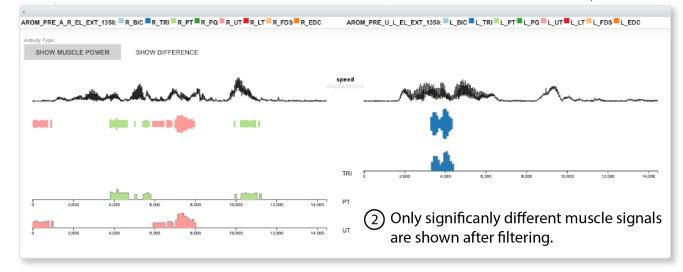 AROM_PRE_A_R_EL_EXT_1350: R_BIC R_TRI R_PT R_PQ R_UT R_LT R_FDS R_EDC AROM_PRE_U_L_EL_EXT_1350: L_BIC L_TRI L_PT L_PQ L_UT L_LT L_FDS L_EDC
Activity Type:
SHOW MUSCLE POWER SHOW DIFFERENCE
speed
displacement
TRI
0 2,000 4,000 6,000 8,000 10,000 12,000 14,000
PT
0 2,000 4,000 6,000 8,000 10,000 12,000 14,000
UT
0 2,000 4,000 6,000 8,000 10,000 12,000 14,000
2 Only significanly different muscle signals
are shown after filtering.